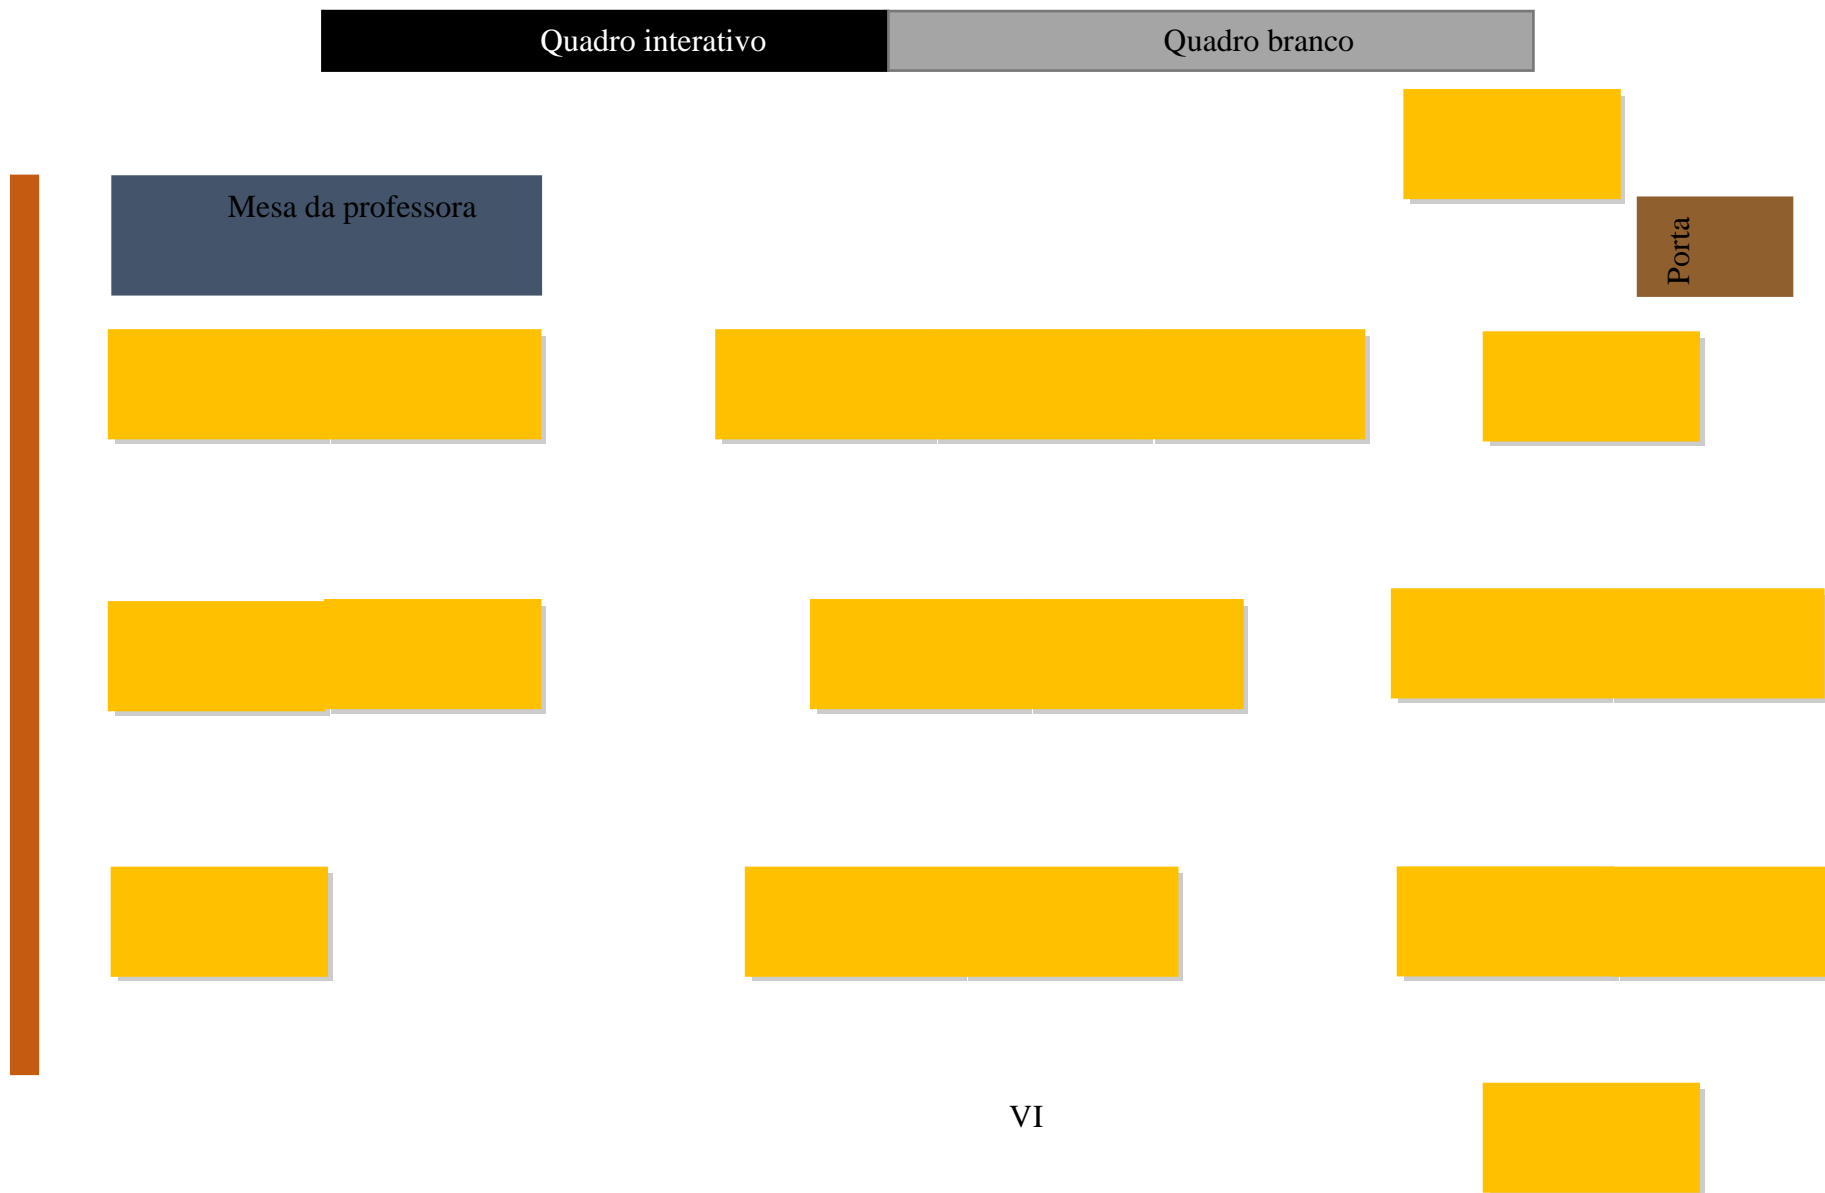 Quadro interativo
Quadro branco
Mesa da professora
Porta
VI